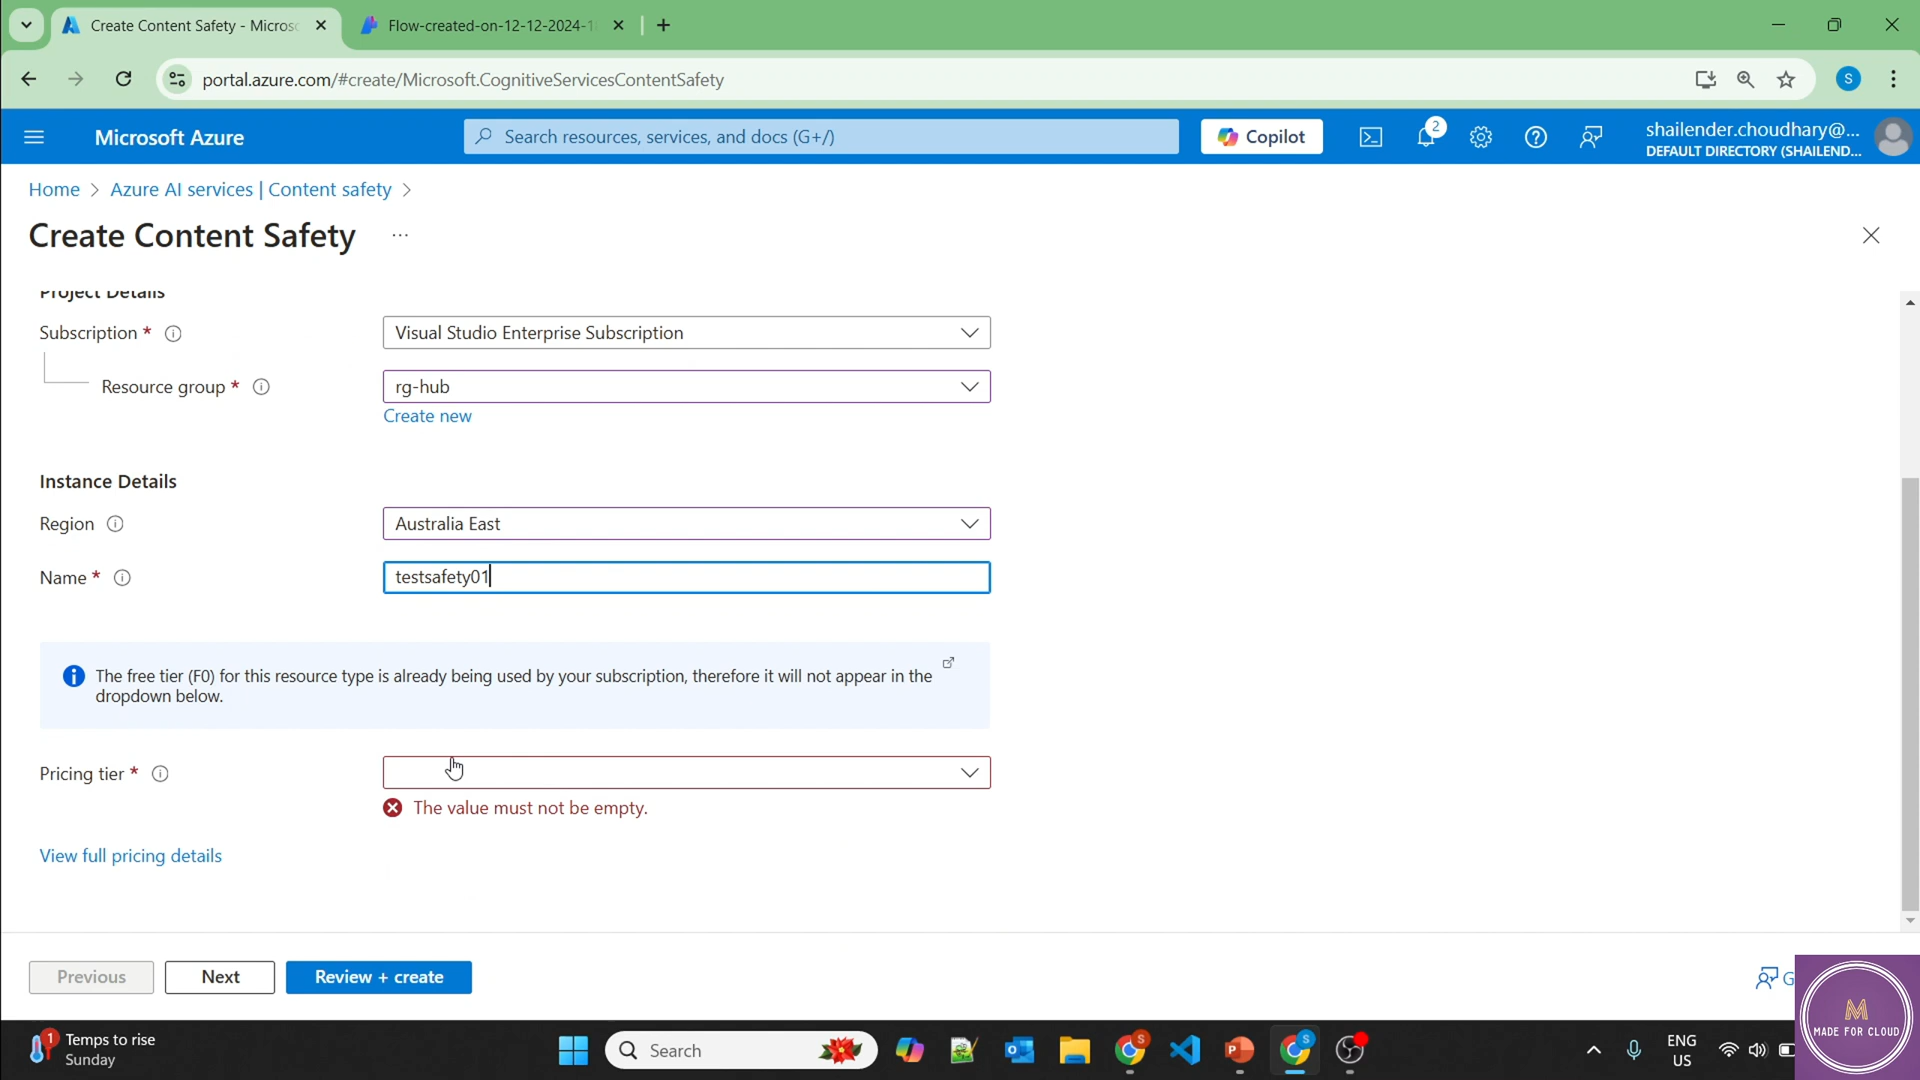 Create Content Safety - Micros
Flow-created-on-12-12-2024-1
portal.azure.com/#create/Microsoft.CognitiveServicesContentSafety
S
Microsoft Azure
Search resources, services, and docs (G+/)
Copilot
2
shailender.choudhary@...
DEFAULT DIRECTORY (SHAILEND...
Home > Azure AI services | Content safety >
Create Content Safety ...
Project Details
Subscription *
Visual Studio Enterprise Subscription
Resource group *
rg-hub
Create new
Instance Details
Region
Australia East
Name *
testsafety01
The free tier (F0) for this resource type is already being used by your subscription, therefore it will not appear in the
dropdown below.
Pricing tier *
The value must not be empty.
View full pricing details
Previous
Next
Review + create
G
M
MADE FOR CLOUD
1
Temps to rise
Sunday
Search
S
S
ENG
US